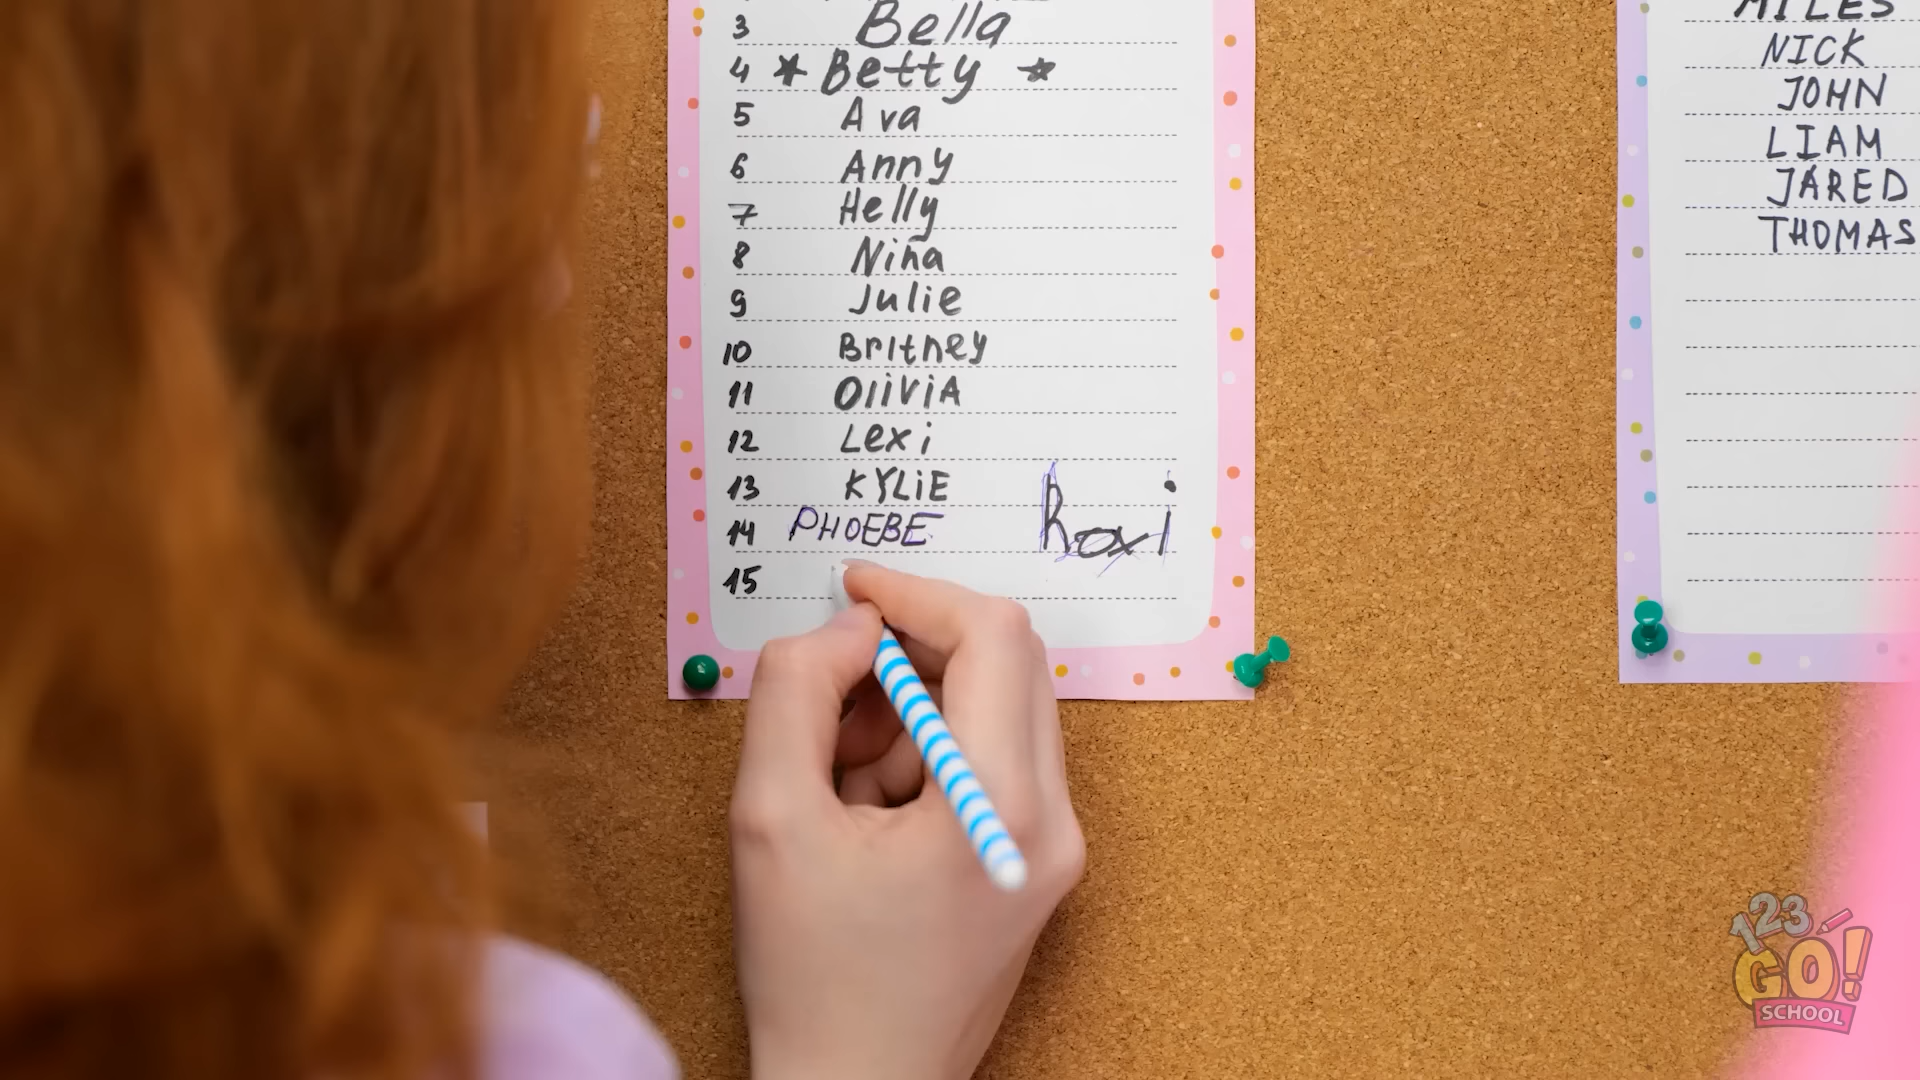 3 Bella
4 * Betty *
5 Ava
6 Anny
7 Helly
8 Nina
9 Julie
10 Britney
11 OliviA
12 Lexi
13 KYLiE
14 PHOEBE Roxi
15
MILES
NICK
JOHN
LIAM
JARED
THOMAS
123
GO!
SCHOOL